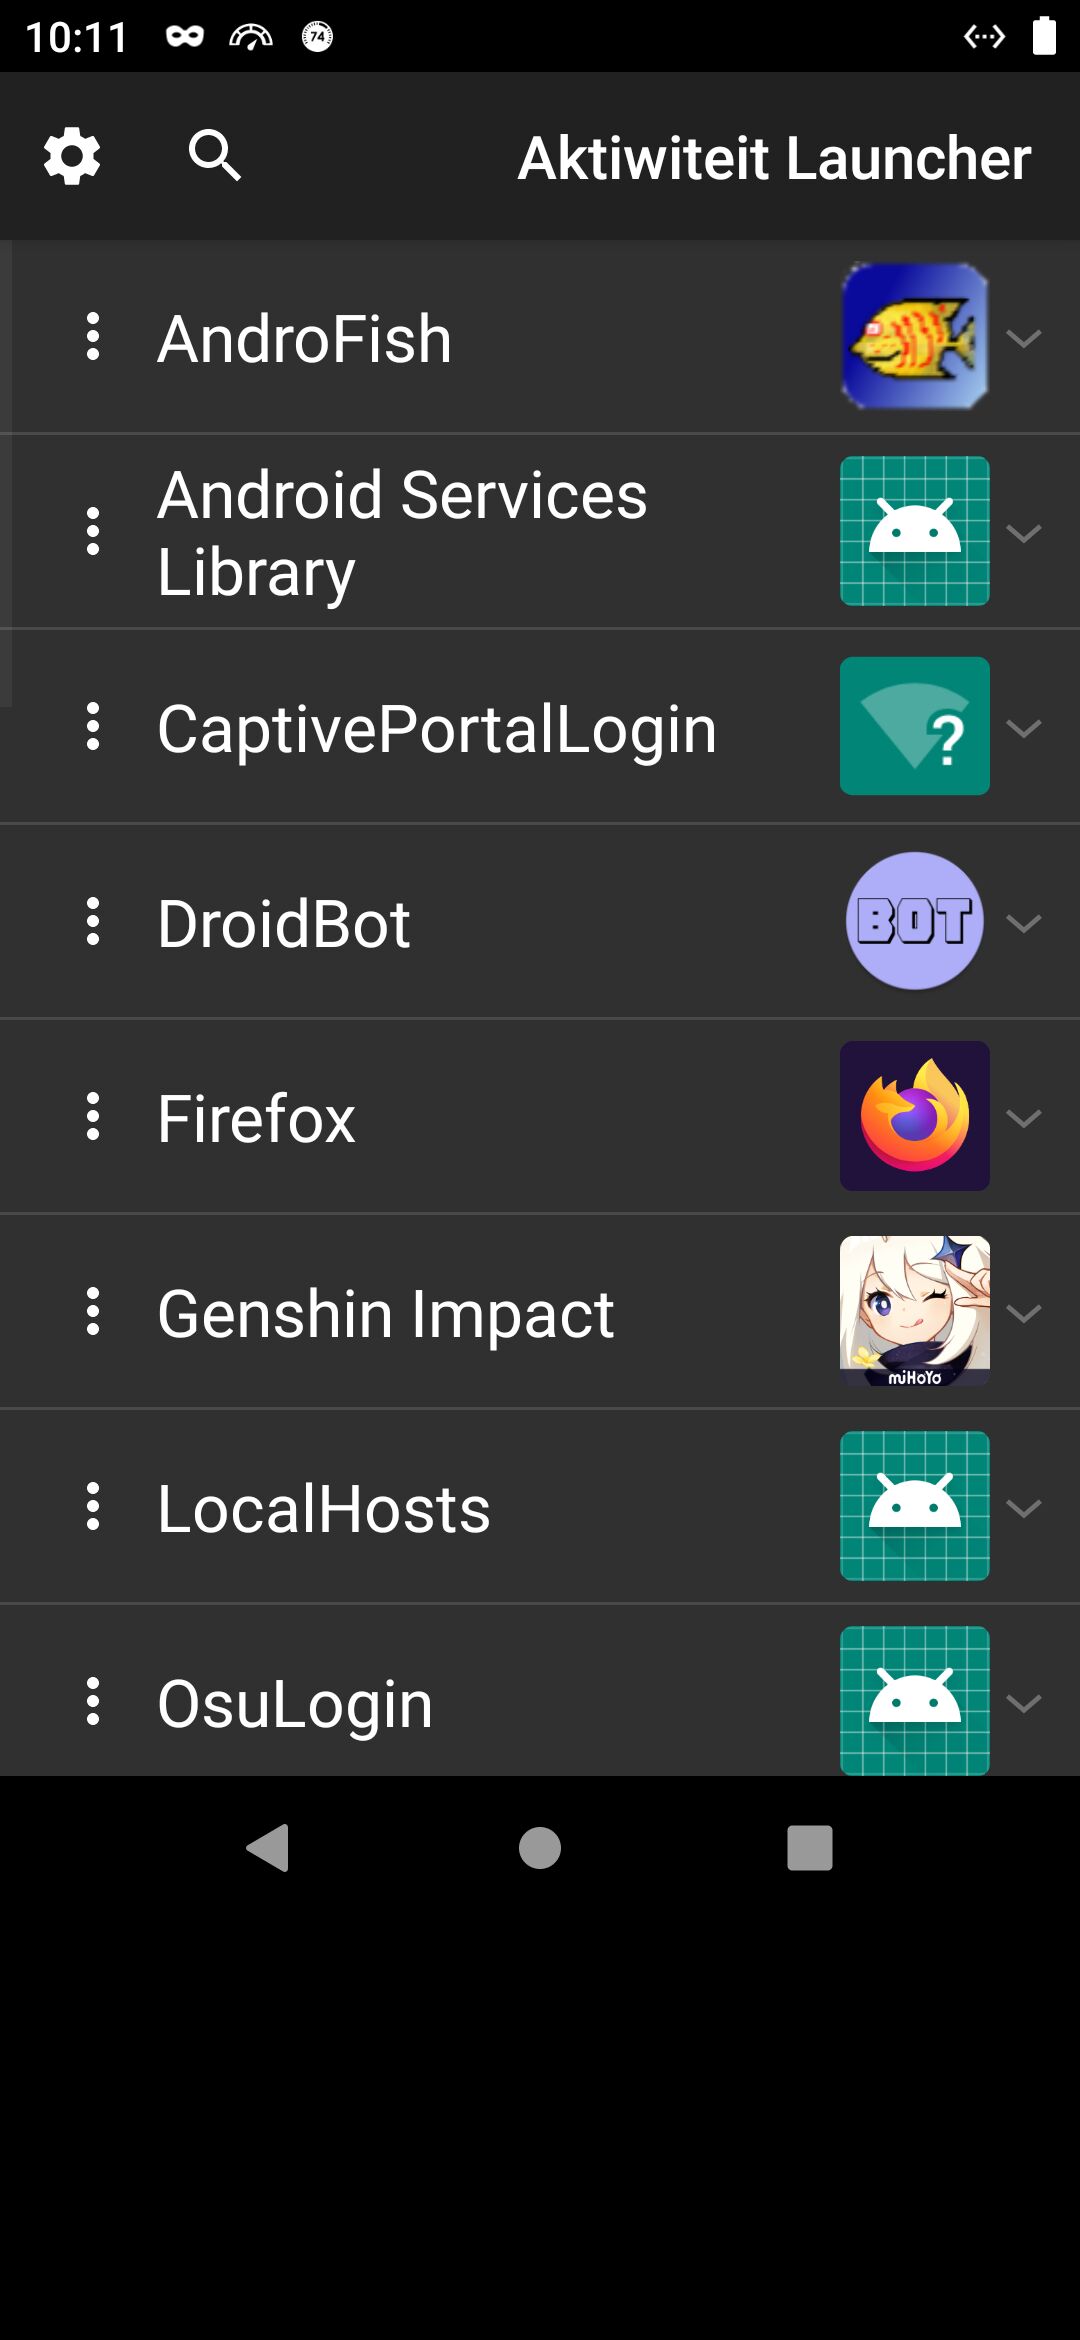 10:11
74
Aktiwiteit Launcher
AndroFish
Android Services
Library
CaptivePortalLogin
?
DroidBot
BOT
Firefox
Genshin Impact
miHoYo
LocalHosts
OsuLogin